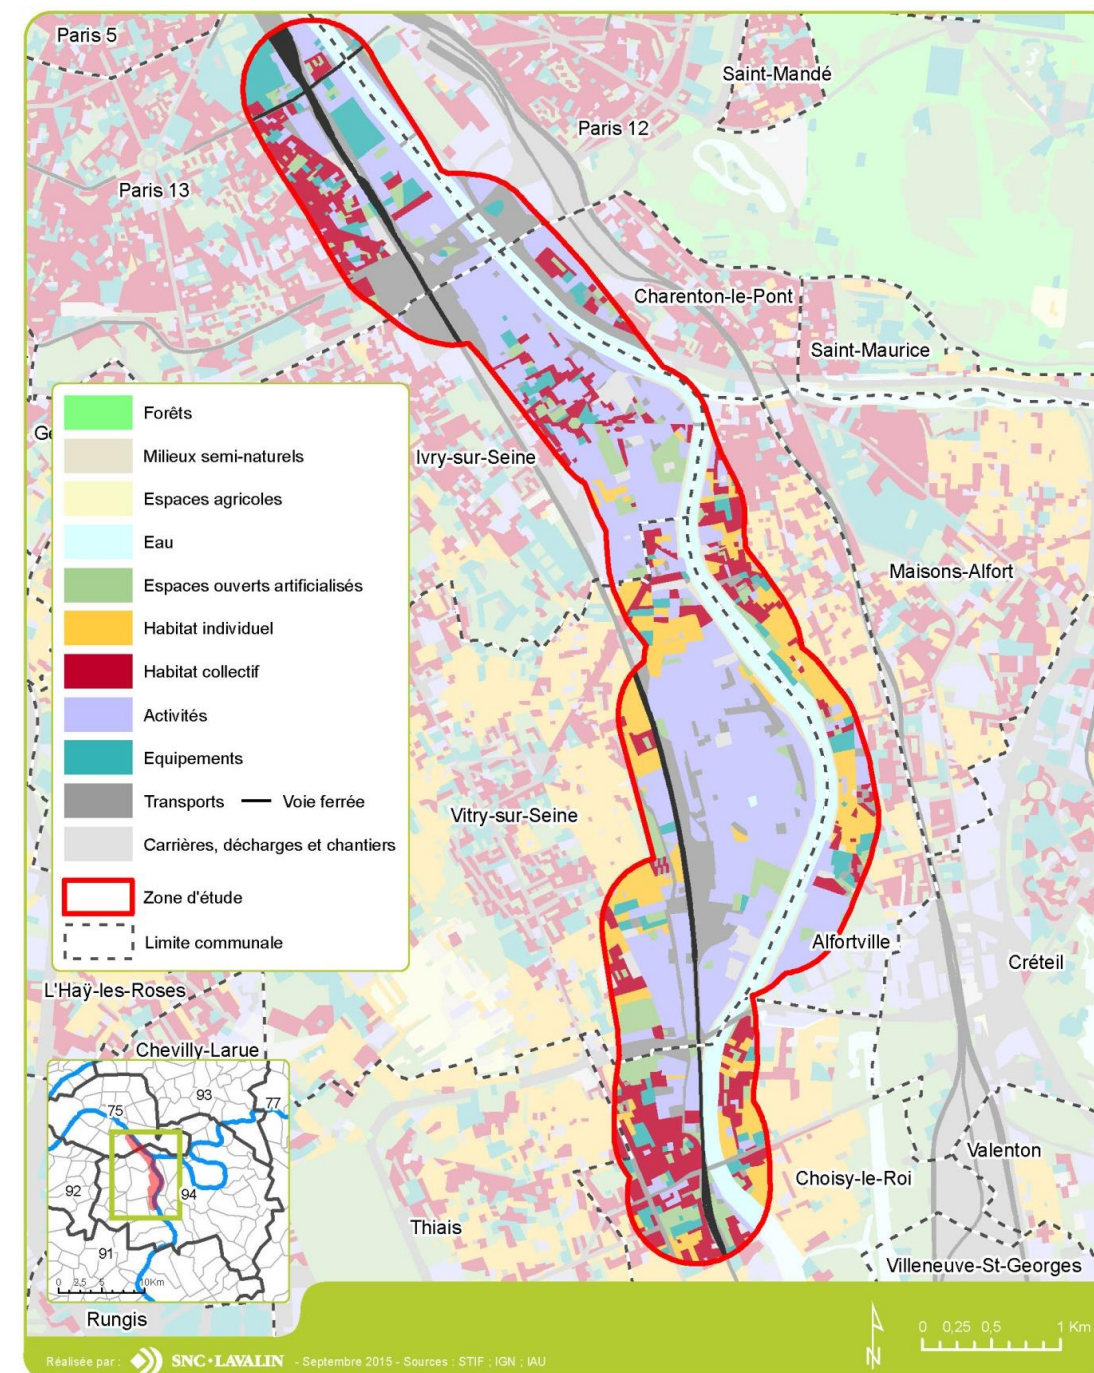 Paris 5
Saint-Mandé
Paris 12
Paris 13
Charenton-le-Pont
Saint-Maurice
Ge
Ivry-sur-Seine
Maisons-Alfort
Vitry-sur-Seine
Alfortville
Créteil
L'Haÿ-les-Roses
Chevilly-Larue
Valenton
Choisy-le-Roi
Thiais
Villeneuve-St-Georges
Rungis
Forêts
Milieux semi-naturels
Espaces agricoles
Eau
Espaces ouverts artificialisés
Habitat individuel
Habitat collectif
Activités
Equipements
Transports
Voie ferrée
Carrières, décharges et chantiers
Zone d'étude
Limite communale
93
77
75
92
94
91
0 2,5 5 10Km
0 0,25 0,5 1 Km
N
Réalisée par : SNC•LAVALIN - Septembre 2015 - Sources : STIF ; IGN ; IAU